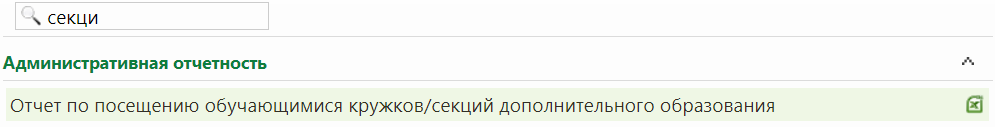 секци
Административная отчетность
Отчет по посещению обучающимися кружков/секций дополнительного образования